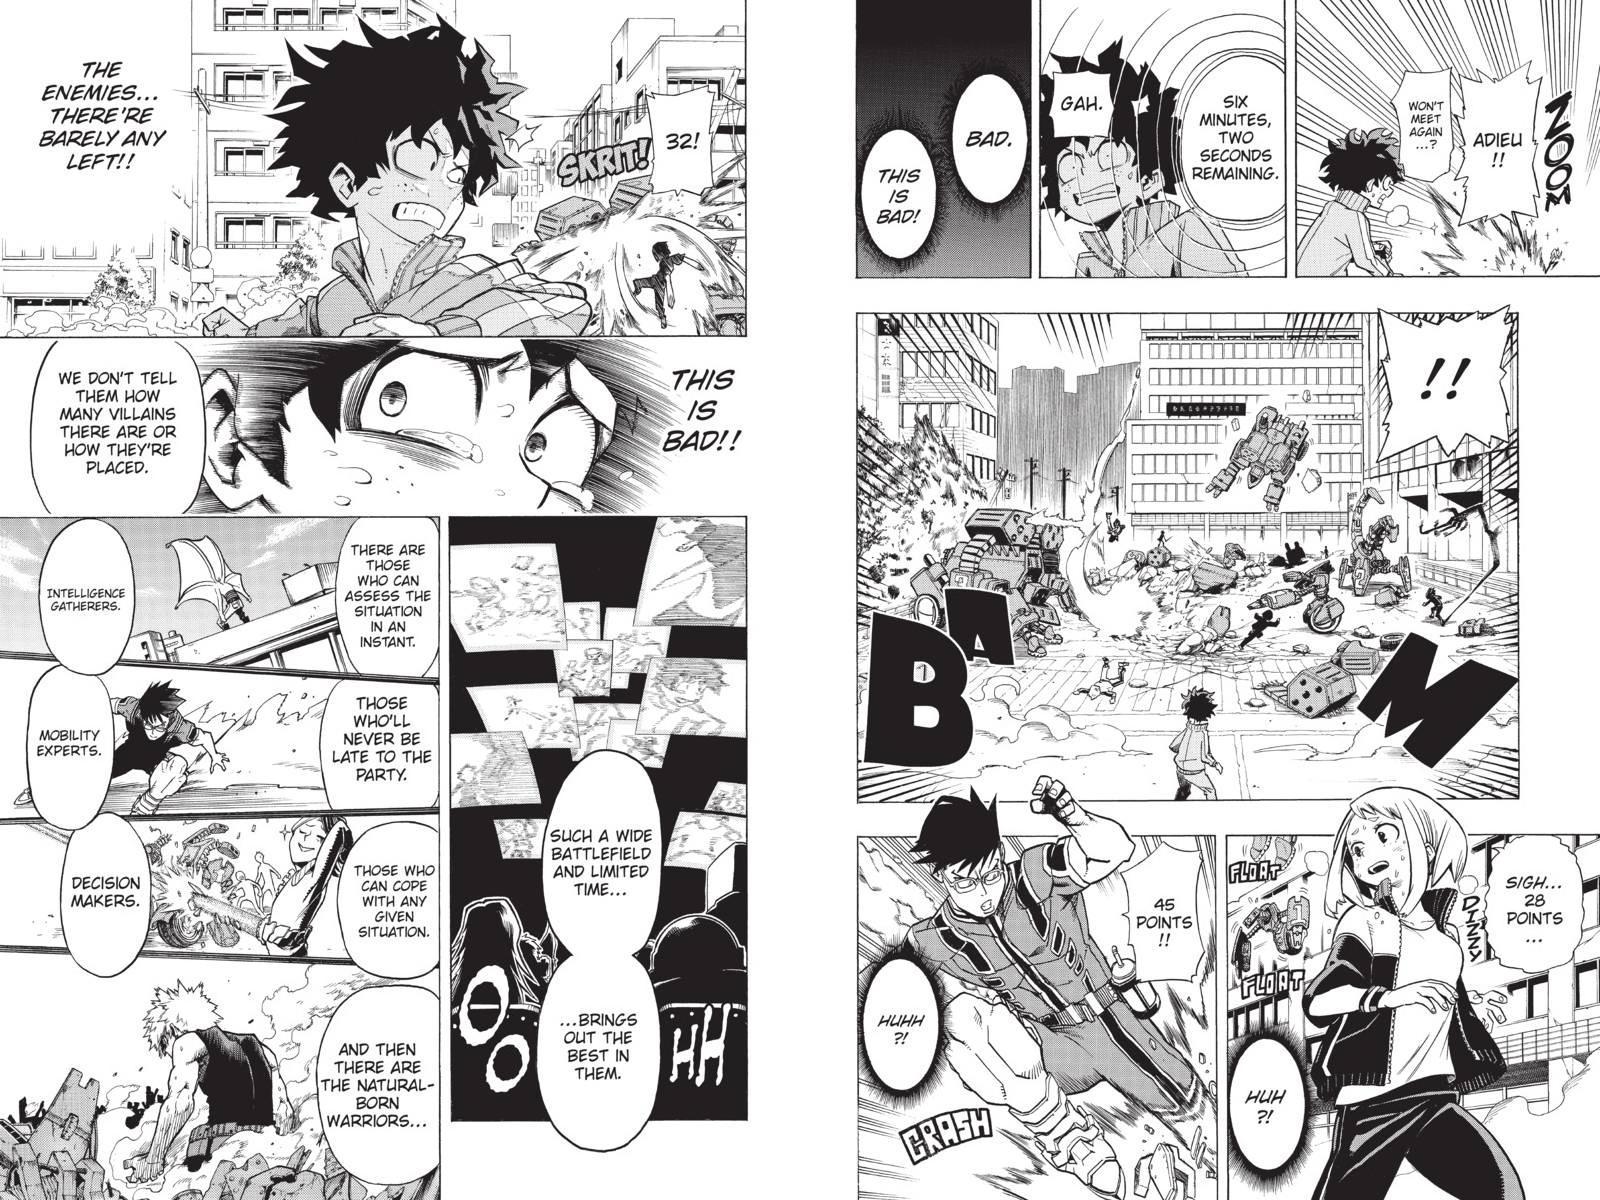 ZOOM
ADIEU
!!
WON'T
MEET
AGAIN
...?
SIX
MINUTES,
TWO
SECONDS
REMAINING.
GAH.
BAD.
THIS
IS
BAD!
!!
BAM
SIGH...
28
POINTS
...
DIZZY
FLOAT
FLOAT
HUH
?!
45
POINTS
!!
HUHH
?!
CRASH
32!
SKRIT!
THE
ENEMIES...
THERE'RE
BARELY ANY
LEFT!!
THIS
IS
BAD!!
WE DON'T TELL
THEM HOW
MANY VILLAINS
THERE ARE OR
HOW THEY'RE
PLACED.
SUCH A WIDE
BATTLEFIELD
AND LIMITED
TIME...
...BRINGS
OUT THE
BEST IN
THEM.
OOHH
THERE ARE
THOSE
WHO CAN
ASSESS THE
SITUATION
IN AN
INSTANT.
INTELLIGENCE
GATHERERS.
THOSE
WHO'LL
NEVER BE
LATE TO THE
PARTY.
MOBILITY
EXPERTS.
THOSE WHO
CAN COPE
WITH ANY
GIVEN
SITUATION.
DECISION
MAKERS.
AND THEN
THERE ARE
THE NATURAL-
BORN
WARRIORS...